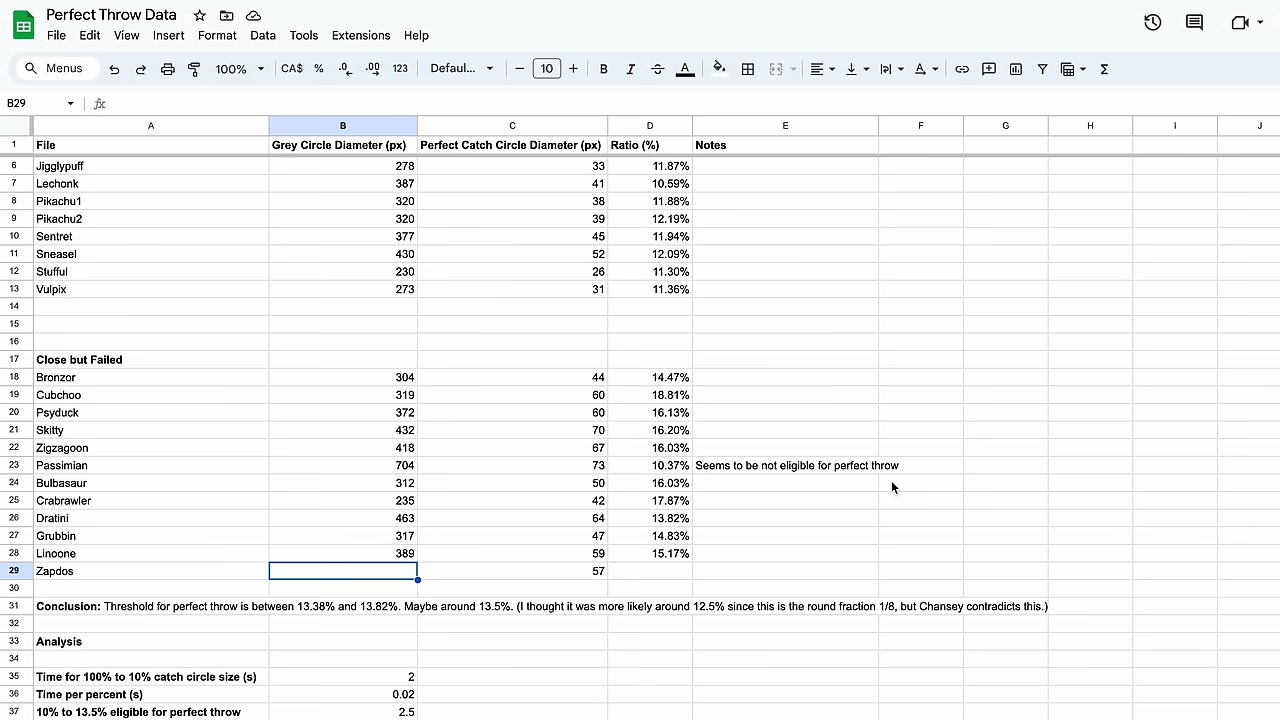 Perfect Throw Data
File Edit View Insert Format Data Tools Extensions Help
Menus 100% CA$ % .0 .00 123 Defaul... 10 B I A A Σ
B29 fx
A B C D E F G H I J
1 File Grey Circle Diameter (px) Perfect Catch Circle Diameter (px) Ratio (%) Notes
6 Jigglypuff 278 33 11.87%
7 Lechonk 387 41 10.59%
8 Pikachu1 320 38 11.88%
9 Pikachu2 320 39 12.19%
10 Sentret 377 45 11.94%
11 Sneasel 430 52 12.09%
12 Stufful 230 26 11.30%
13 Vulpix 273 31 11.36%
14
15
16
17 Close but Failed
18 Bronzor 304 44 14.47%
19 Cubchoo 319 60 18.81%
20 Psyduck 372 60 16.13%
21 Skitty 432 70 16.20%
22 Zigzagoon 418 67 16.03%
23 Passimian 704 73 10.37% Seems to be not eligible for perfect throw
24 Bulbasaur 312 50 16.03%
25 Crabrawler 235 42 17.87%
26 Dratini 463 64 13.82%
27 Grubbin 317 47 14.83%
28 Linoone 389 59 15.17%
29 Zapdos 57
30
31 Conclusion: Threshold for perfect throw is between 13.38% and 13.82%. Maybe around 13.5%. (I thought it was more likely around 12.5% since this is the round fraction 1/8, but Chansey contradicts this.)
32
33 Analysis
34
35 Time for 100% to 10% catch circle size (s) 2
36 Time per percent (s) 0.02
37 10% to 13.5% eligible for perfect throw 2.5